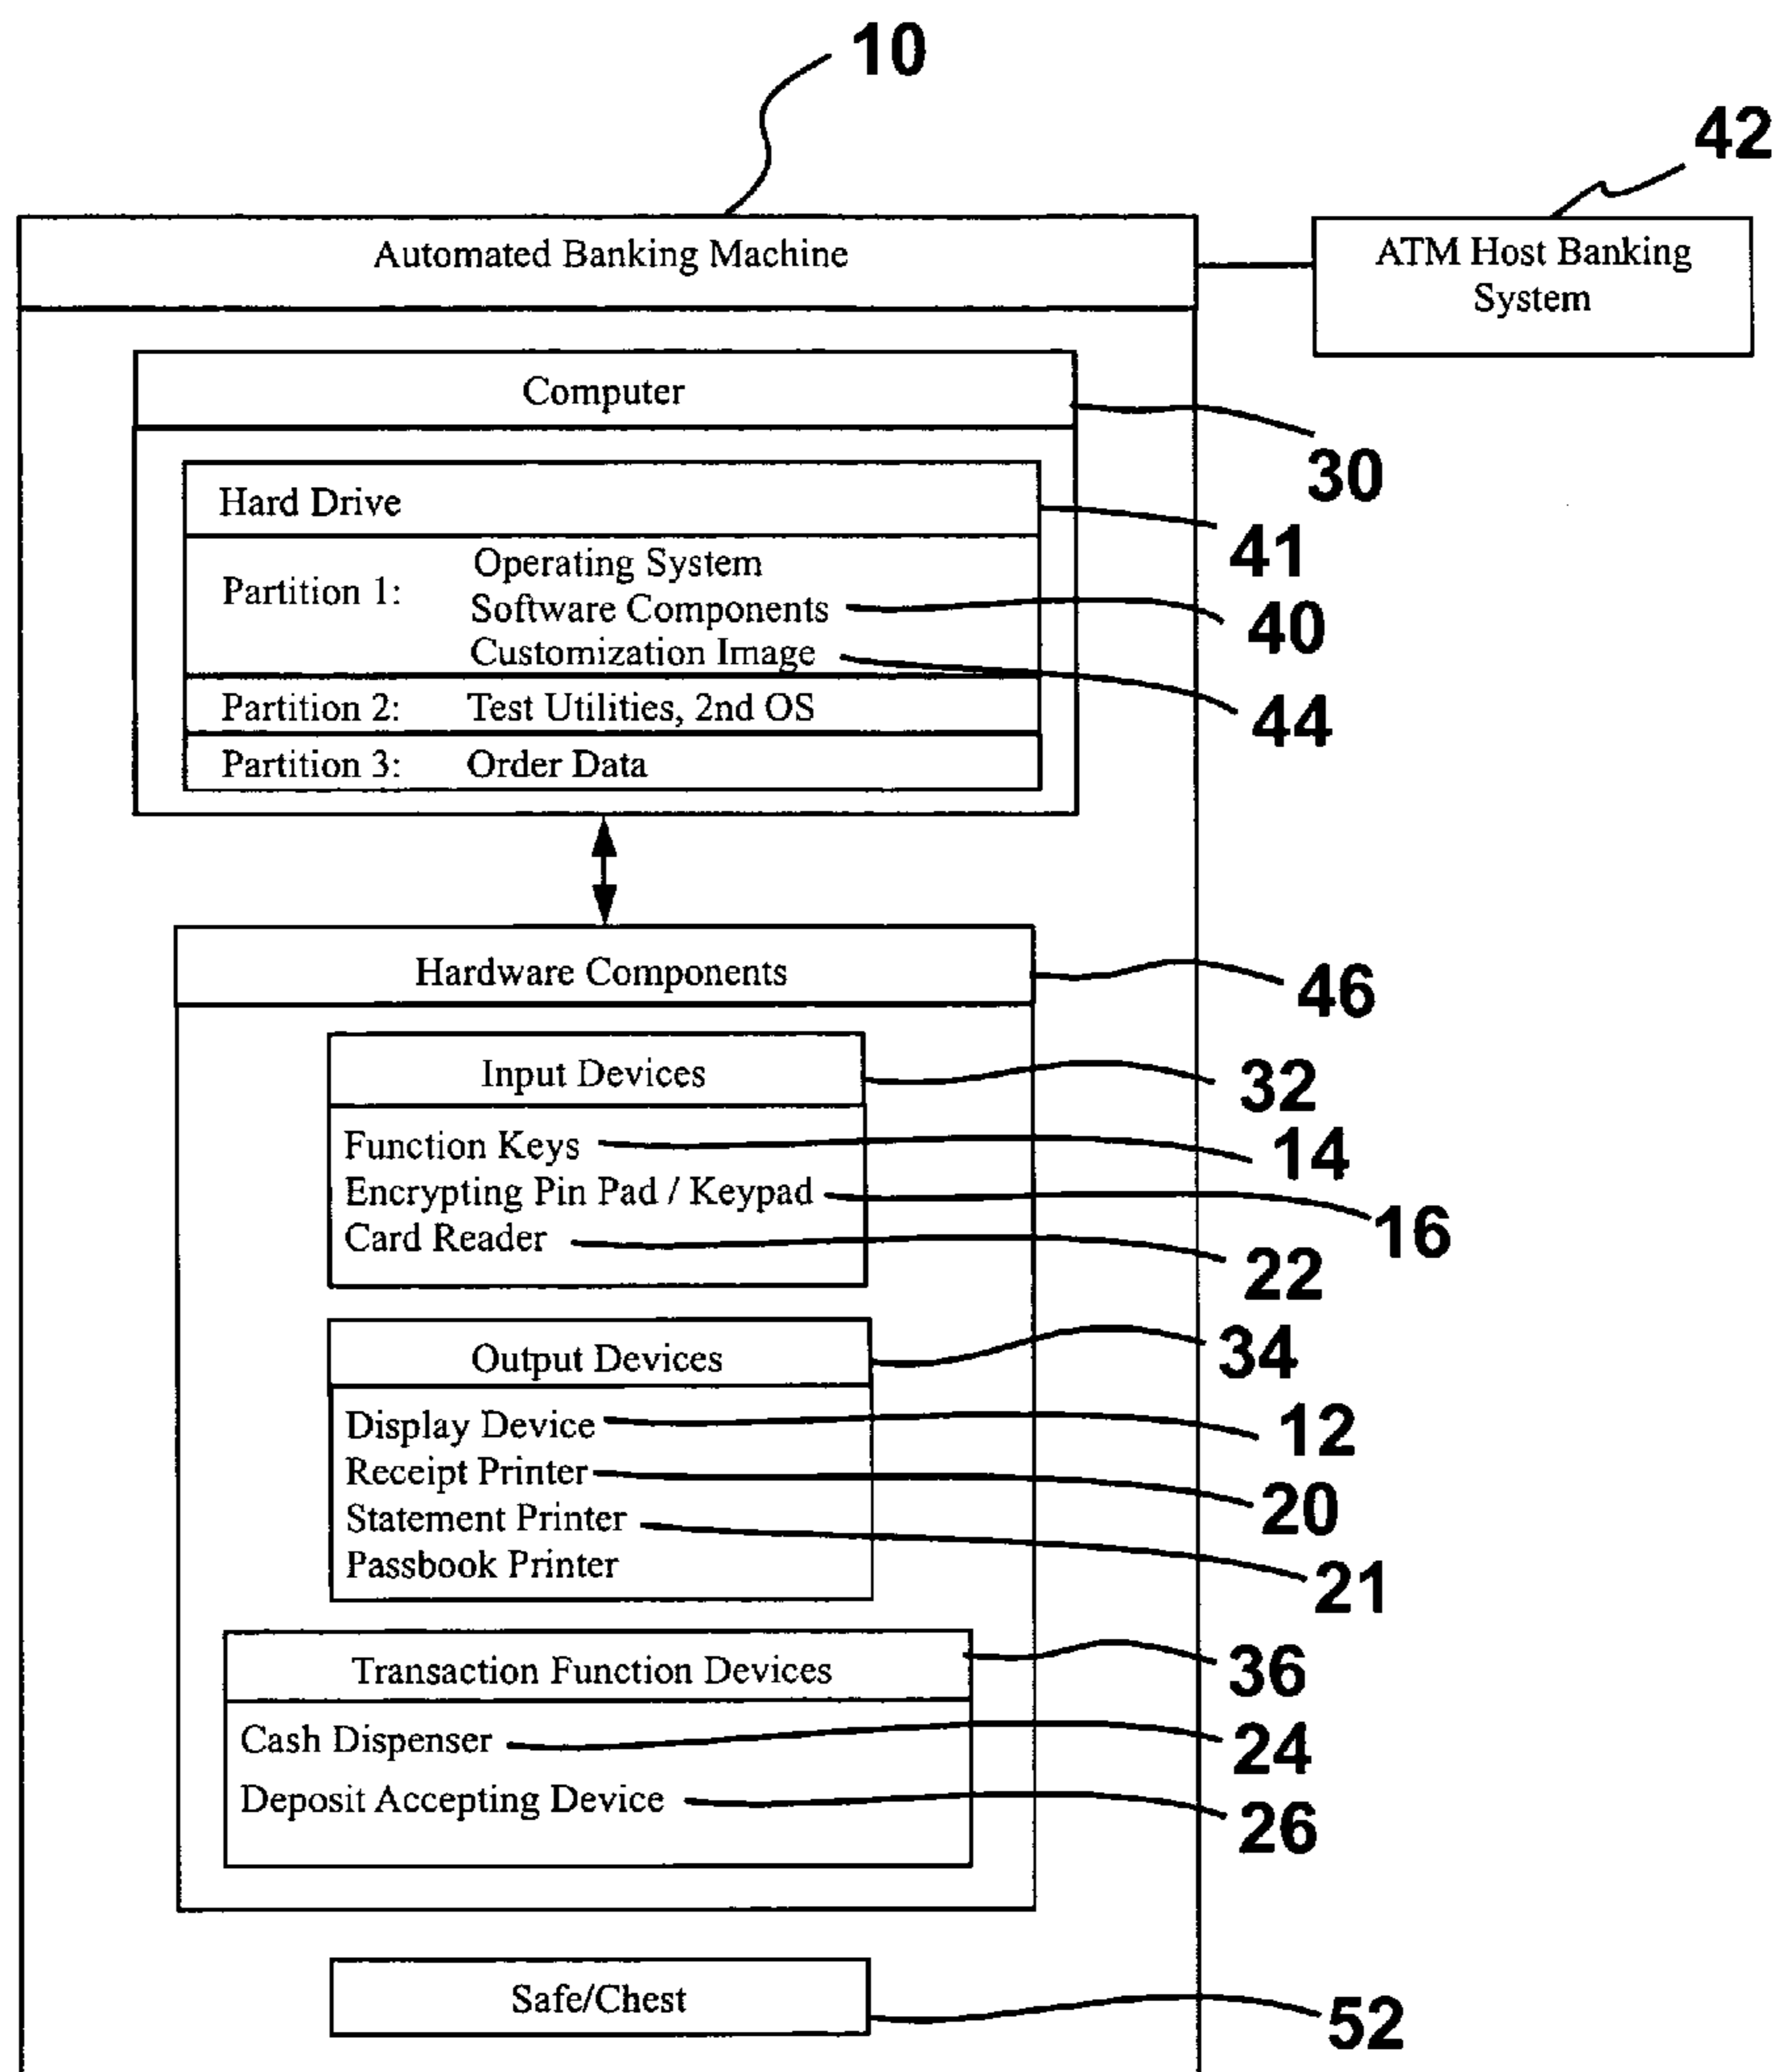 10
42
Automated Banking Machine
ATM Host Banking
System
Computer
30
Hard Drive
41
Partition 1:
Operating System
Software Components
40
Customization Image
44
Partition 2: Test Utilities, 2nd OS
Partition 3: Order Data
Hardware Components
46
Input Devices
32
Function Keys
14
Encrypting Pin Pad / Keypad
16
Card Reader
22
Output Devices
34
Display Device
12
Receipt Printer
20
Statement Printer
21
Passbook Printer
Transaction Function Devices
36
Cash Dispenser
24
Deposit Accepting Device
26
Safe/Chest
52